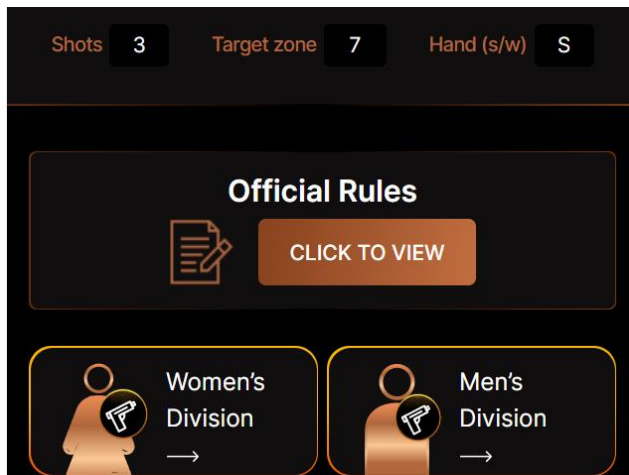 Shots 3 Target zone 7 Hand (s/w) S
Official Rules
CLICK TO VIEW
Women’s
Division
Men’s
Division